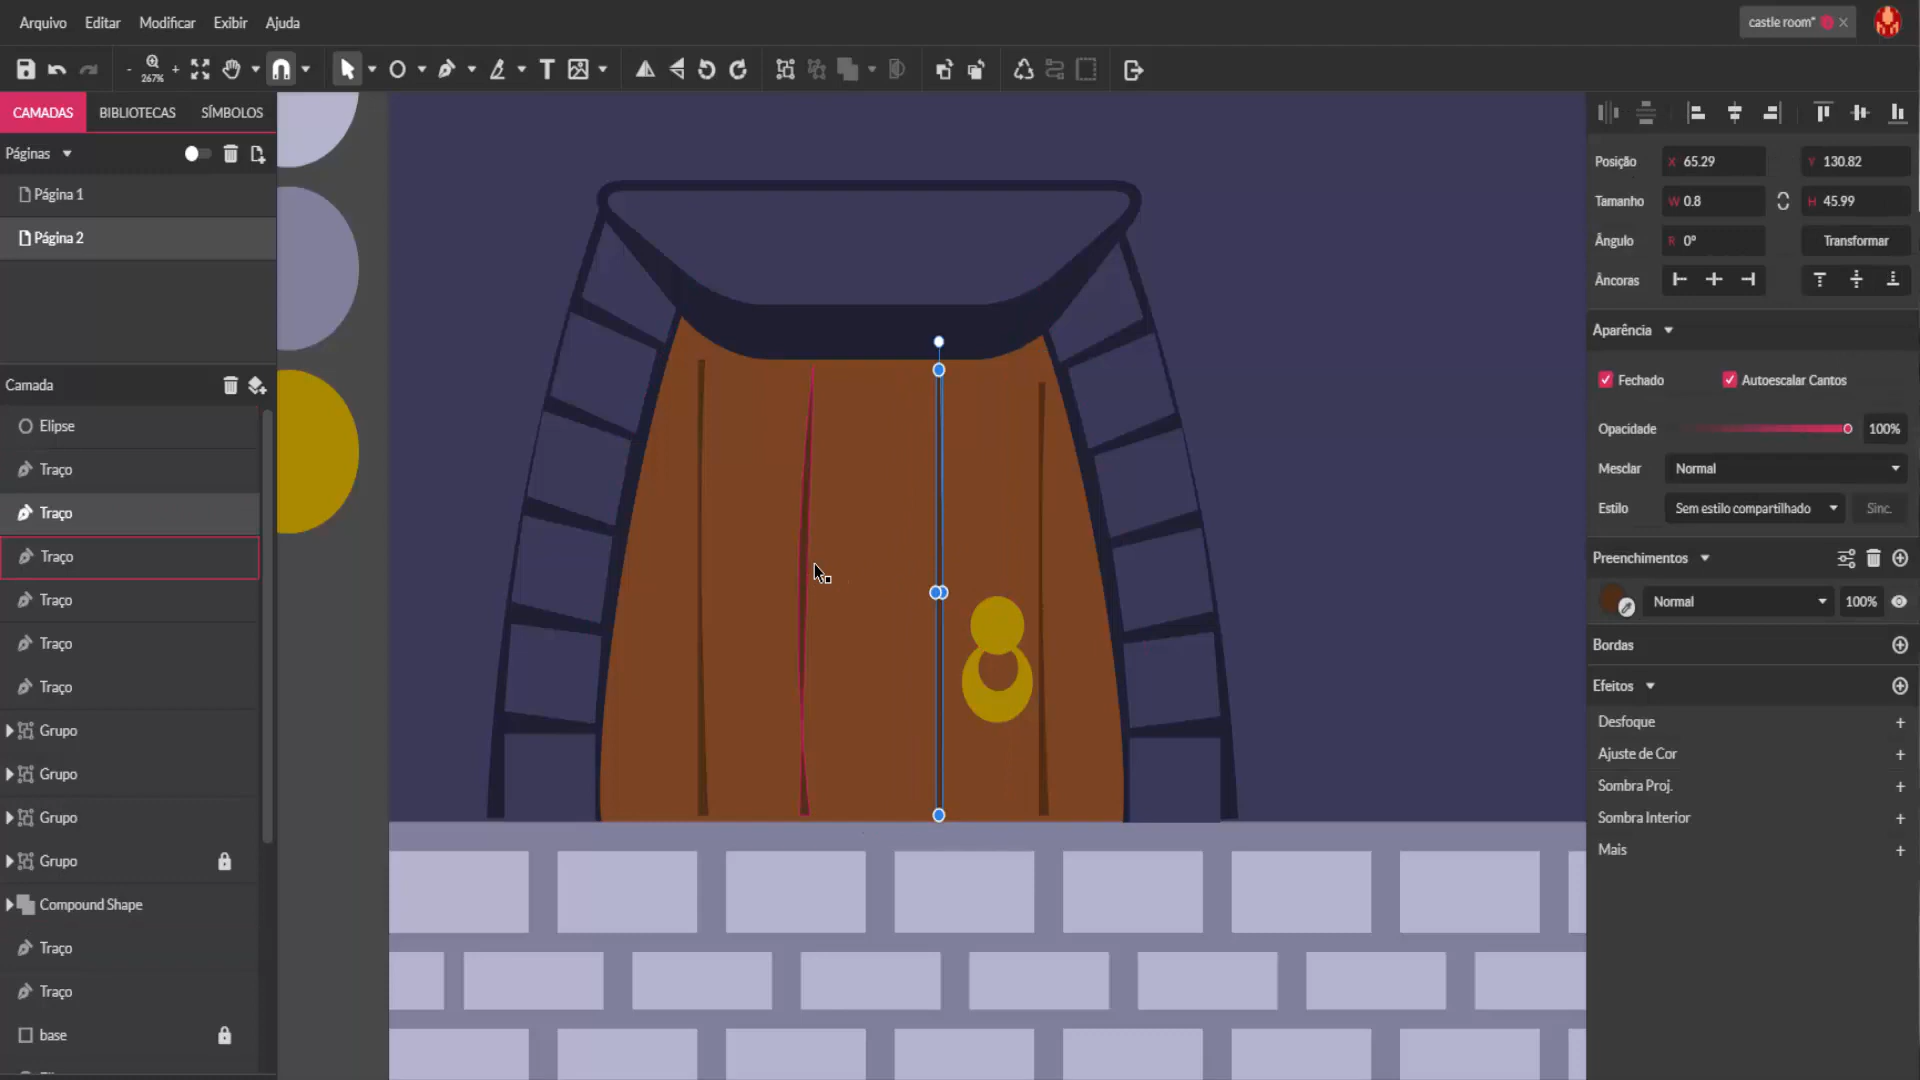 Arquivo Editar Modificar Exibir Ajuda
castle room*
- 267% +
CAMADAS BIBLIOTECAS SÍMBOLOS
Páginas
Página 1
Página 2
Camada
Elipse
Traço
Traço
Traço
Traço
Traço
Traço
Grupo
Grupo
Grupo
Grupo
Compound Shape
Traço
Traço
base
Posição X 65.29 Y 130.82
Tamanho W 0.8 H 45.99
Ângulo R 0° Transformar
Âncoras
Aparência
Fechado Autoescalar Cantos
Opacidade 100%
Mesclar Normal
Estilo Sem estilo compartilhado Sinc.
Preenchimentos
Normal 100%
Bordas
Efeitos
Desfoque +
Ajuste de Cor +
Sombra Proj. +
Sombra Interior +
Mais +